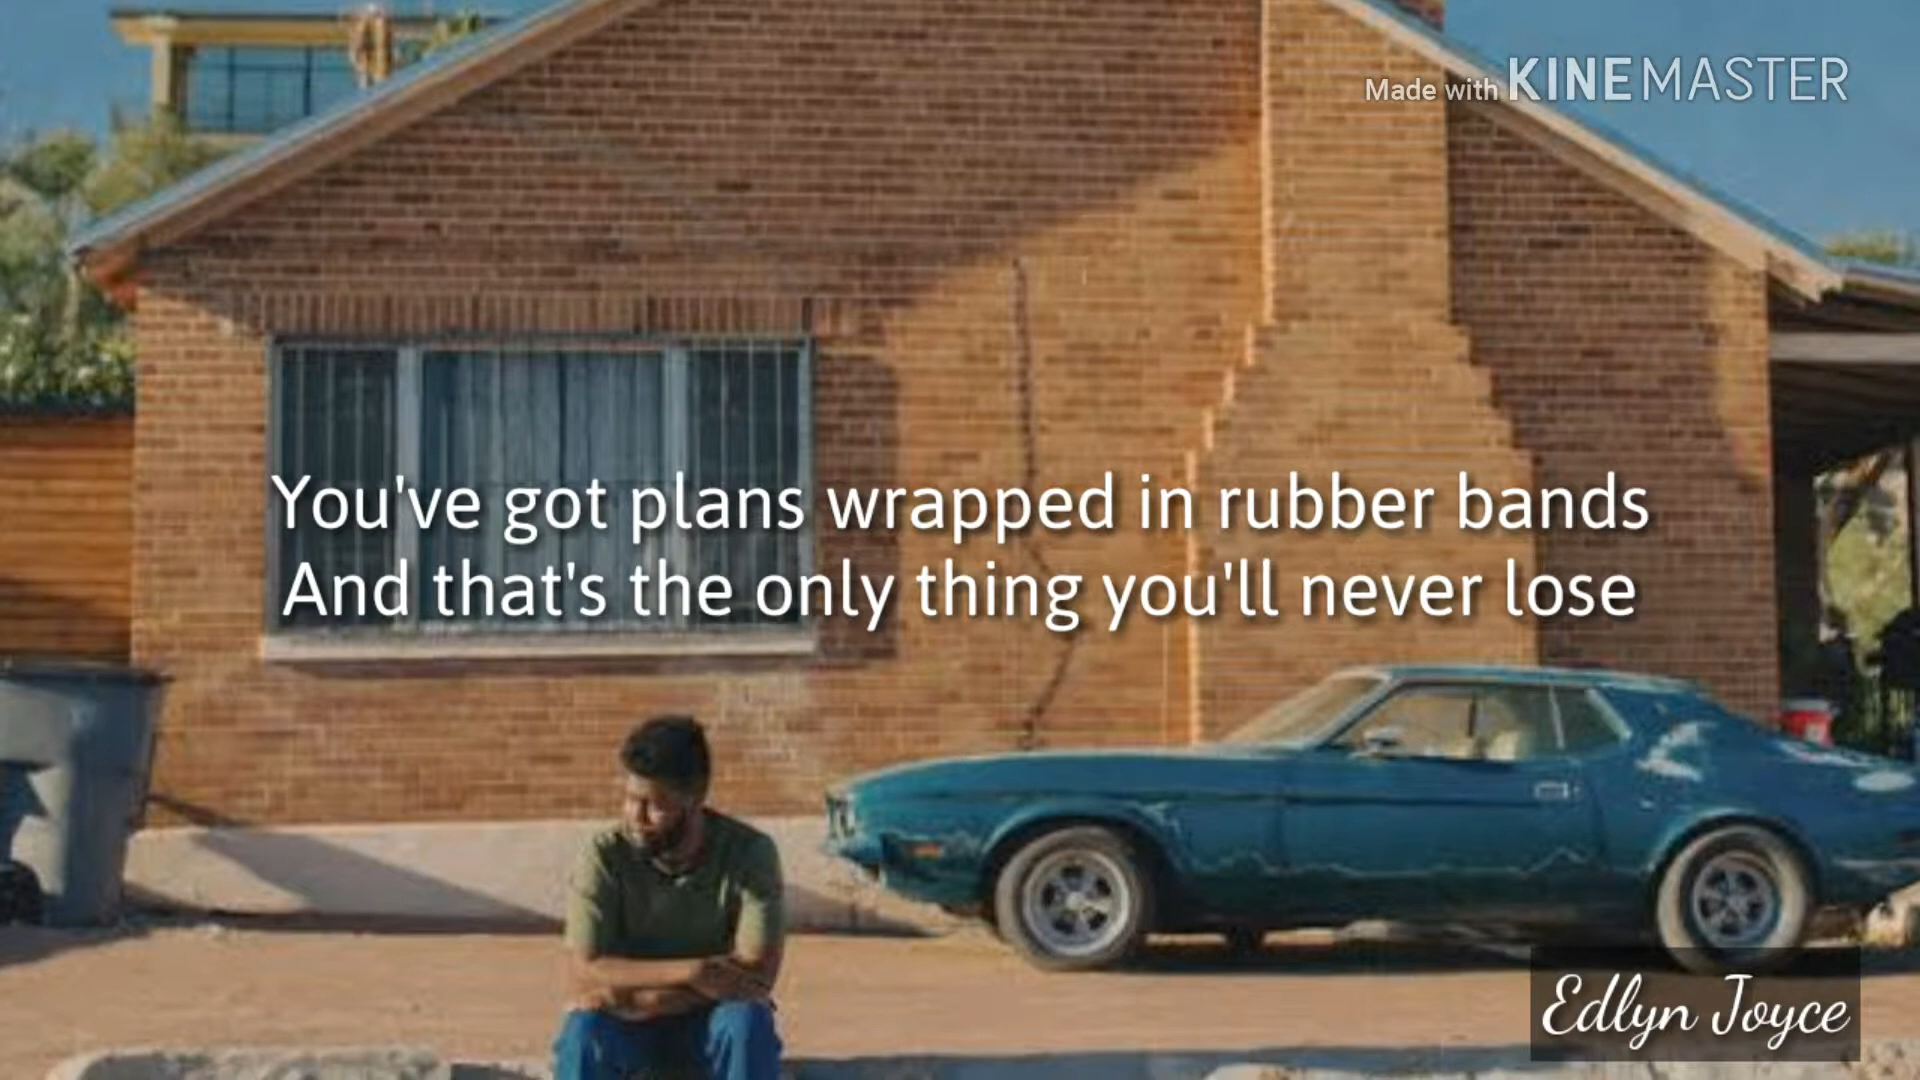 Made with KINEMASTER
You've got plans wrapped in rubber bands
And that's the only thing you'll never lose
Edlyn Joyce